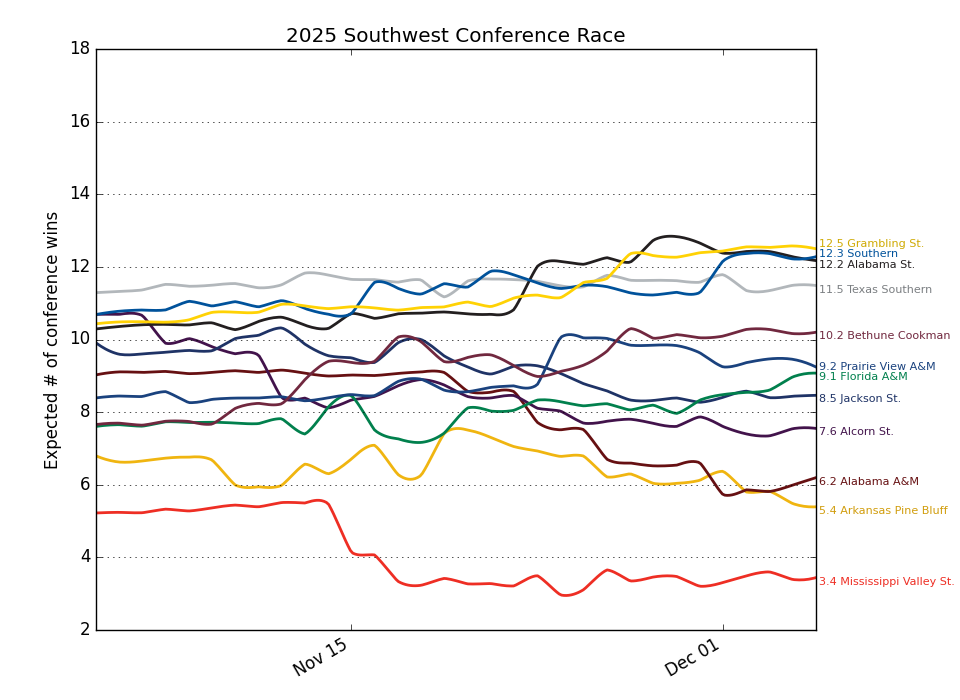 2025 Southwest Conference Race
Expected # of conference wins
18
16
14
12
10
8
6
4
2
Nov 15
Dec 01
12.5 Grambling St.
12.3 Southern
12.2 Alabama St.
11.5 Texas Southern
10.2 Bethune Cookman
9.2 Prairie View A&M
9.1 Florida A&M
8.5 Jackson St.
7.6 Alcorn St.
6.2 Alabama A&M
5.4 Arkansas Pine Bluff
3.4 Mississippi Valley St.